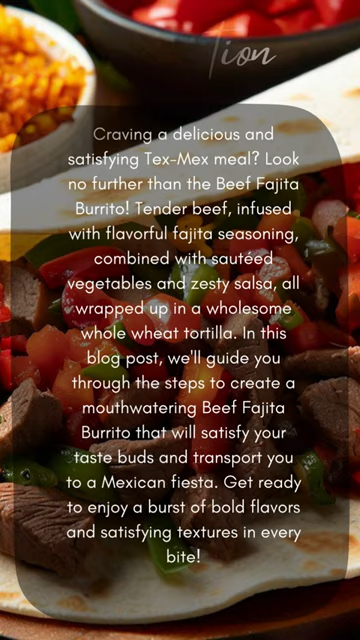 Tion
Craving a delicious and
satisfying Tex-Mex meal? Look
no further than the Beef Fajita
Burrito! Tender beef, infused
with flavorful fajita seasoning,
combined with sautéed
vegetables and zesty salsa, all
wrapped up in a wholesome
whole wheat tortilla. In this
blog post, we'll guide you
through the steps to create a
mouthwatering Beef Fajita
Burrito that will satisfy your
taste buds and transport you
to a Mexican fiesta. Get ready
to enjoy a burst of bold flavors
and satisfying textures in every
bite!